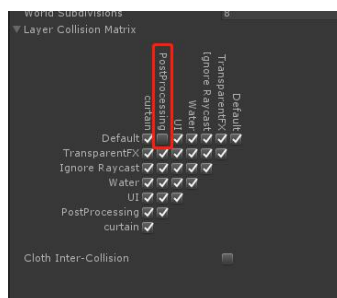 World Subdivisions 8
Layer Collision Matrix
Default
TransparentFX
Ignore Raycast
Water
UI
PostProcessing
curtain
Default
TransparentFX
Ignore Raycast
Water
UI
PostProcessing
curtain
Cloth Inter-Collision